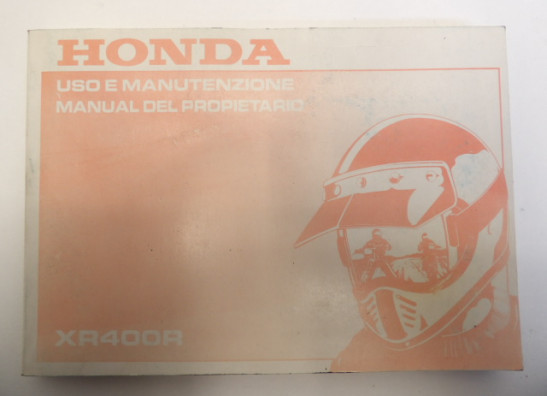 HONDA
USO E MANUTENZIONE
MANUAL DEL PROPIETARIO
XR400R